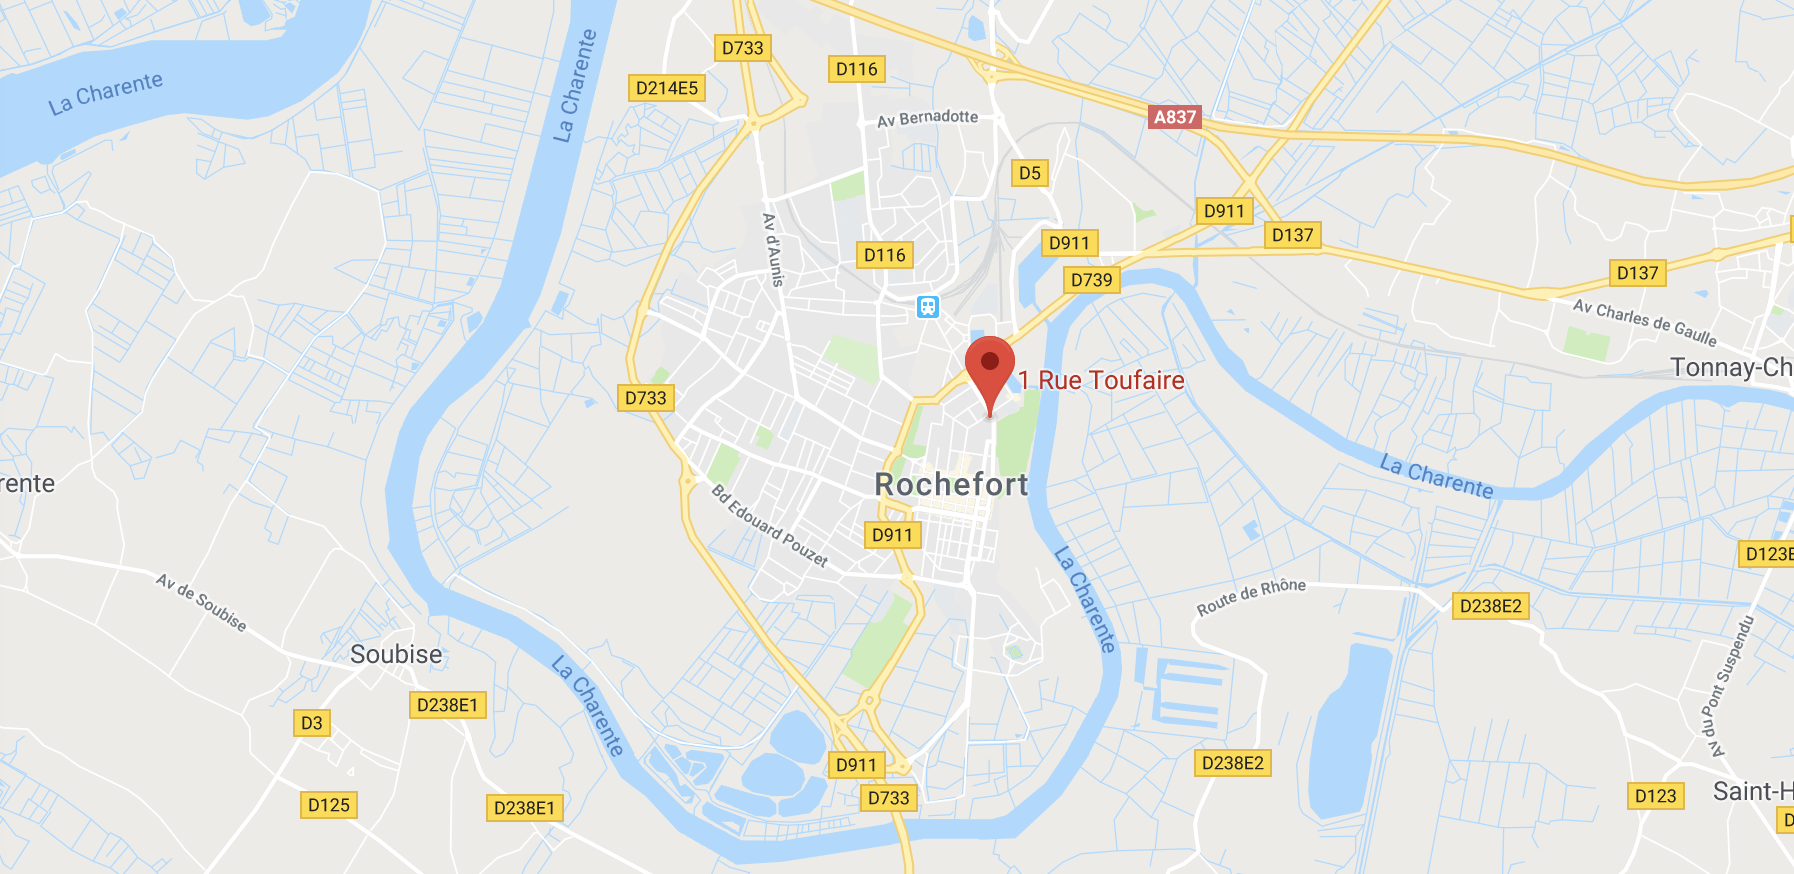 D733
D116
D214E5
La Charente
La Charente
Av Bernadotte
A837
D5
D911
Av d'Aunis
D911
D137
D116
D739
D137
Av Charles de Gaulle
Tonnay-Ch
1 Rue Toufaire
D733
La Charente
rente
Rochefort
Bd Edouard Pouzet
D911
La Charente
D123E
Av de Soubise
Route de Rhône
D238E2
Soubise
La Charente
Av du Pont Suspendu
D3
D238E1
D911
D238E2
D125
D238E1
D733
D123
Saint-H
D